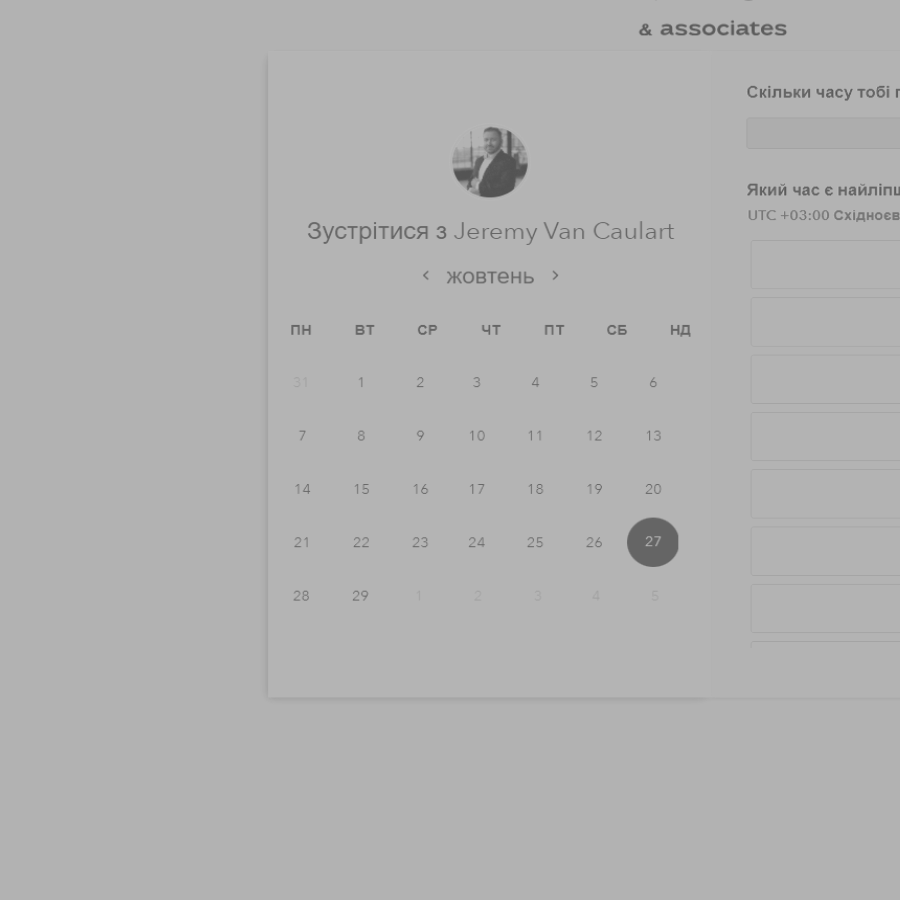 & associates
Зустрітися з Jeremy Van Caulart
жовтень
ПН ВТ СР ЧТ ПТ СБ НД
31 1 2 3 4 5 6
7 8 9 10 11 12 13
14 15 16 17 18 19 20
21 22 23 24 25 26 27
28 29 1 2 3 4 5
Скільки часу тобі
Який час є
UTC +03:00